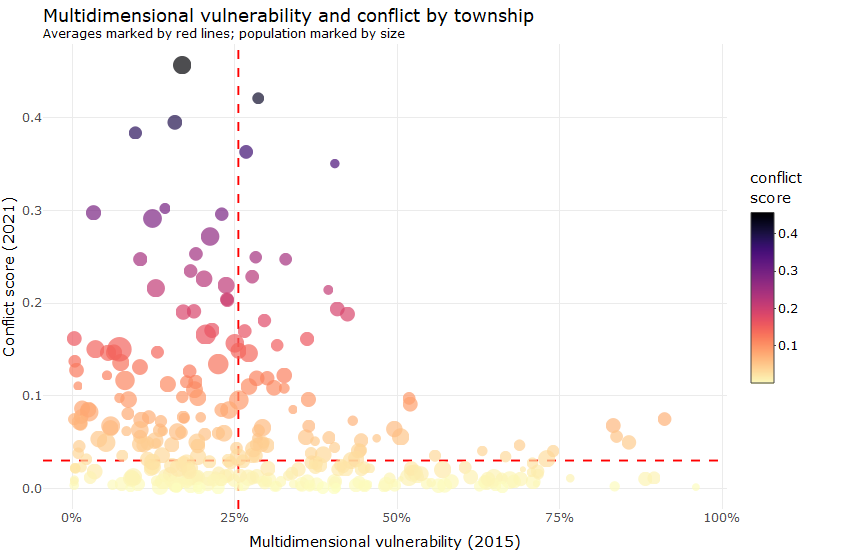 Multidimensional vulnerability and conflict by township
Averages marked by red lines; population marked by size
Conflict score (2021)
0.4
0.3
0.2
0.1
0.0
0%
25%
50%
75%
100%
Multidimensional vulnerability (2015)
conflict
score
0.4
0.3
0.2
0.1